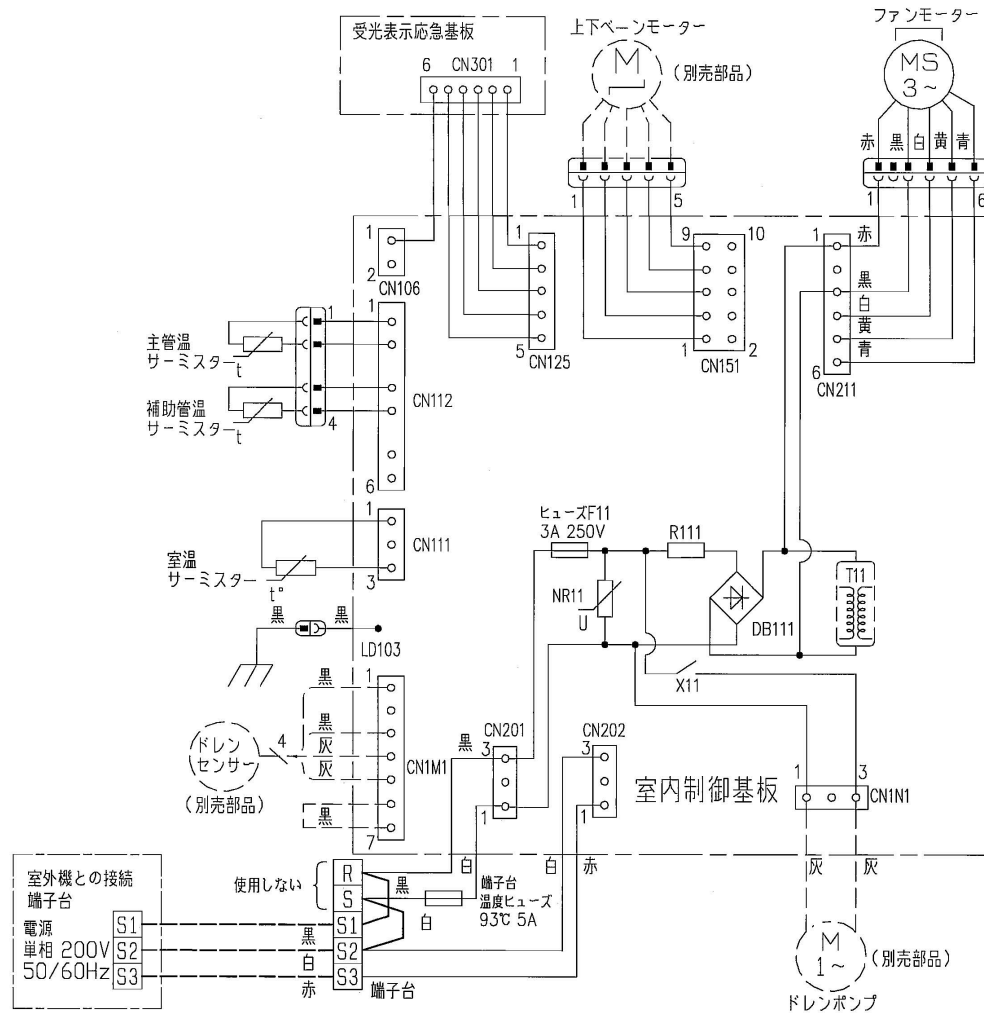 受光表示応急基板
6 CN301 1
上下ベーンモーター
M
(別売部品)
ファンモーター
MS
3~
赤 黒 白 黄 青
1 5
1 6
1
2
CN106
1
5
CN125
9 10
1 2
CN151
1
6
CN211
赤
黒
白
黄
青
主管温
サーミスター
t
補助管温
サーミスター
t
1
4
1
6
CN112
室温
サーミスター
t°
1
3
CN111
黒 黒
LD103
ヒューズF11
3A 250V
R111
NR11
U
DB111
T11
X11
ドレン
センサー
(別売部品)
4
黒
黒
灰
灰
黒
1
7
CN1M1
黒
CN201
3
1
CN202
3
1
室内制御基板
1 3
CN1N1
白 白 赤
灰 灰
室外機との接続
端子台
電源
単相 200V
50/60Hz
S1
S2
S3
使用しない
R
S
S1
S2
S3
黒
白
赤
端子台
黒
白
端子台
温度ヒューズ
93℃ 5A
M
1~
(別売部品)
ドレンポンプ